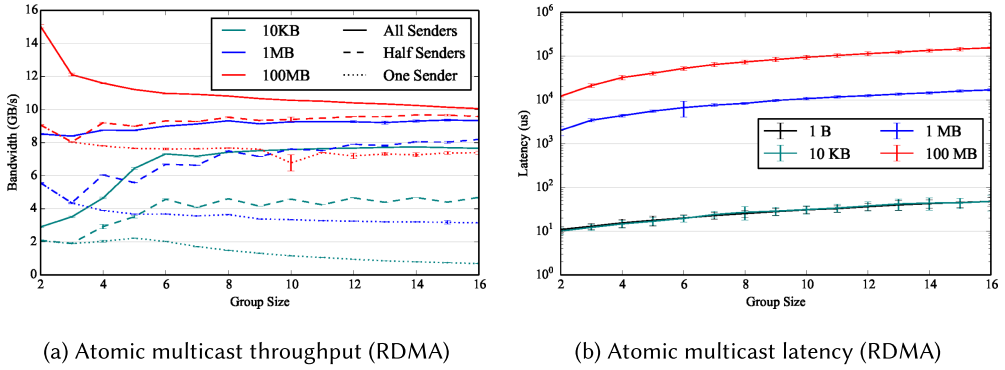 16
14
12
10
8
6
4
2
0
Bandwidth (GB/s)
10KB
1MB
100MB
All Senders
Half Senders
One Sender
2 4 6 8 10 12 14 16
Group Size
(a) Atomic multicast throughput (RDMA)
10^6
10^5
10^4
10^3
10^2
10^1
10^0
Latency (us)
1 B
10 KB
1 MB
100 MB
2 4 6 8 10 12 14 16
Group Size
(b) Atomic multicast latency (RDMA)